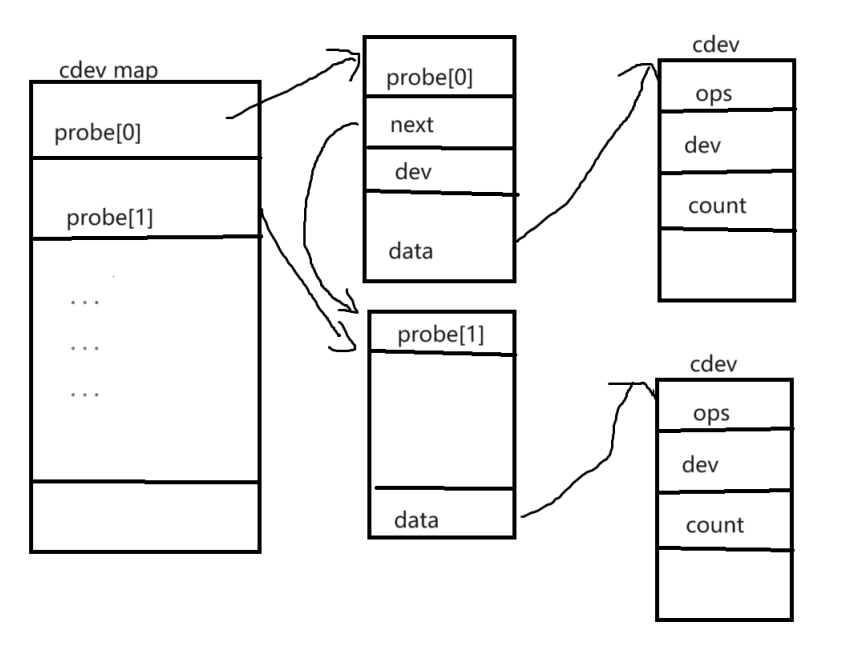 cdev map
probe[0]
probe[1]
...
...
...
probe[0]
next
dev
data
probe[1]
data
cdev
ops
dev
count
cdev
ops
dev
count